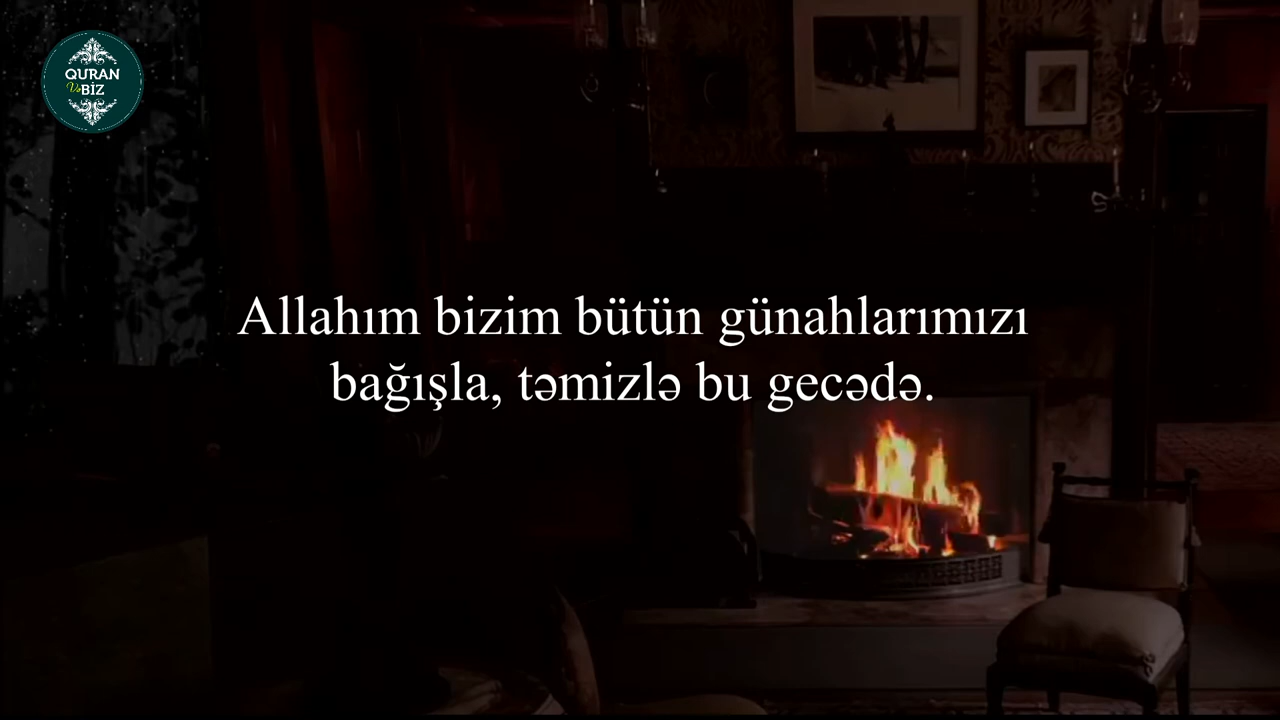 QURAN
Və BİZ
Allahım bizim bütün günahlarımızı
bağışla, təmizlə bu gecədə.